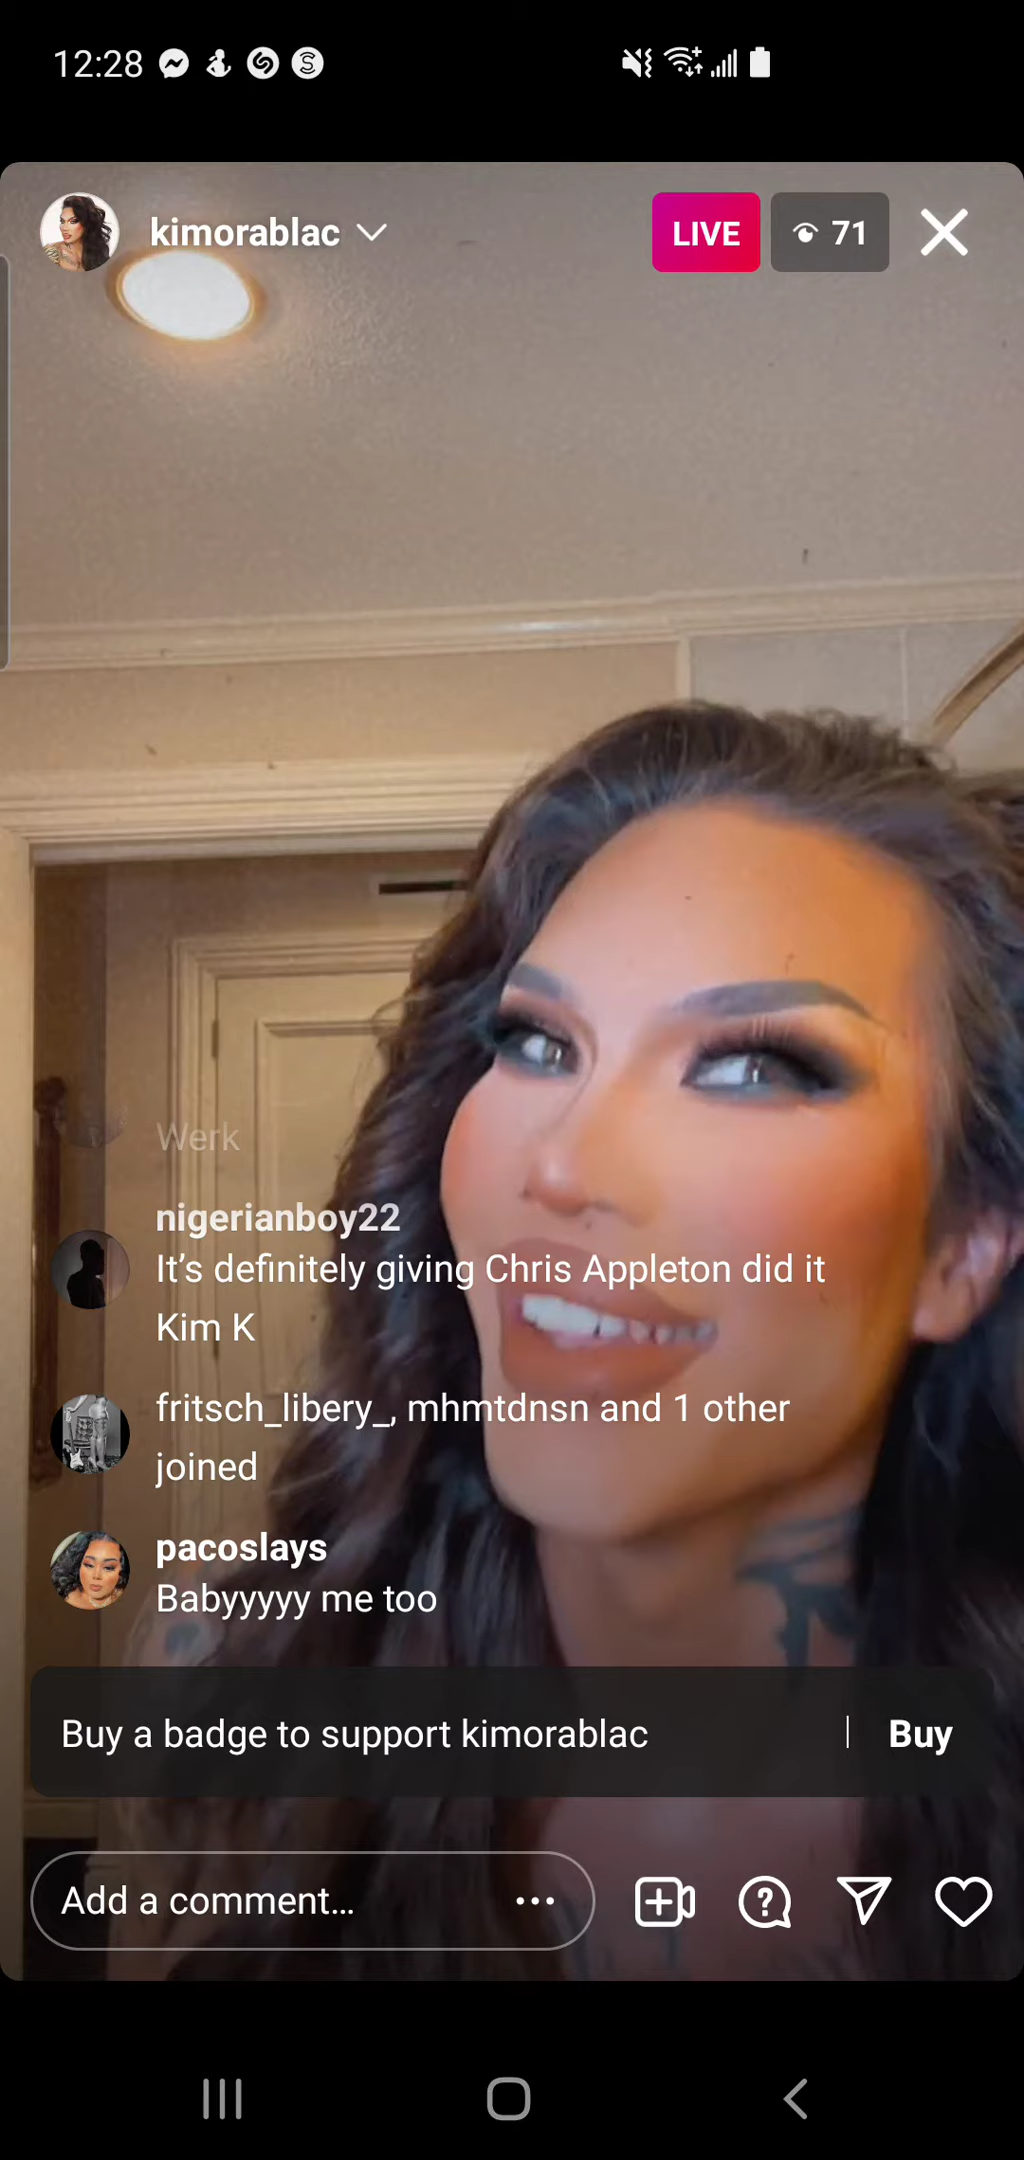 12:28
kimorablac
LIVE
71
Werk
nigerianboy22
It’s definitely giving Chris Appleton did it
Kim K
fritsch_libery_, mhmtdnsn and 1 other
joined
pacoslays
Babyyyyy me too
Buy a badge to support kimorablac | Buy
Add a comment...